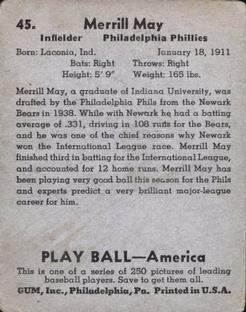 45. Merrill May
Infielder Philadelphia Phillies
Born: Laconia, Ind. January 18, 1911
Bats: Right Throws: Right
Height: 5' 9" Weight: 165 lbs.
Merrill May, a graduate of Indiana University, was
drafted by the Philadelphia Phils from the Newark
Bears in 1938. While with Newark he had a batting
average of .331, driving in 108 runs for the Bears,
and he was one of the chief reasons why Newark
won the International League race. Merrill May
finished third in batting for the International League,
and accounted for 12 home runs. Merrill May has
been playing very good ball this season for the Phils
and experts predict a very brilliant major-league
career for him.
PLAY BALL—America
This is one of a series of 250 pictures of leading
baseball players. Save to get them all.
GUM, Inc., Philadelphia, Pa. Printed in U.S.A.